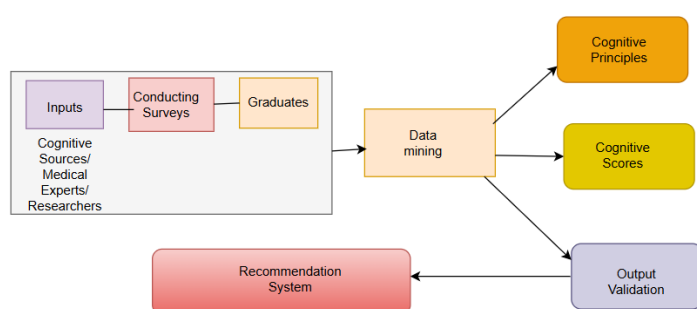 Inputs
Conducting
Surveys
Graduates
Cognitive
Sources/
Medical
Experts/
Researchers
Data
mining
Cognitive
Principles
Cognitive
Scores
Output
Validation
Recommendation
System